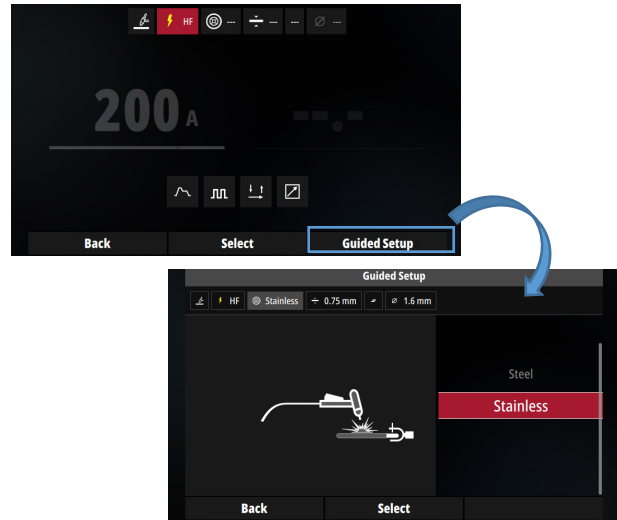 HF -- -- -- Ø --
200 A --.-
Back Select Guided Setup
Guided Setup
HF Stainless 0.75 mm Ø 1.6 mm
Steel
Stainless
Back Select